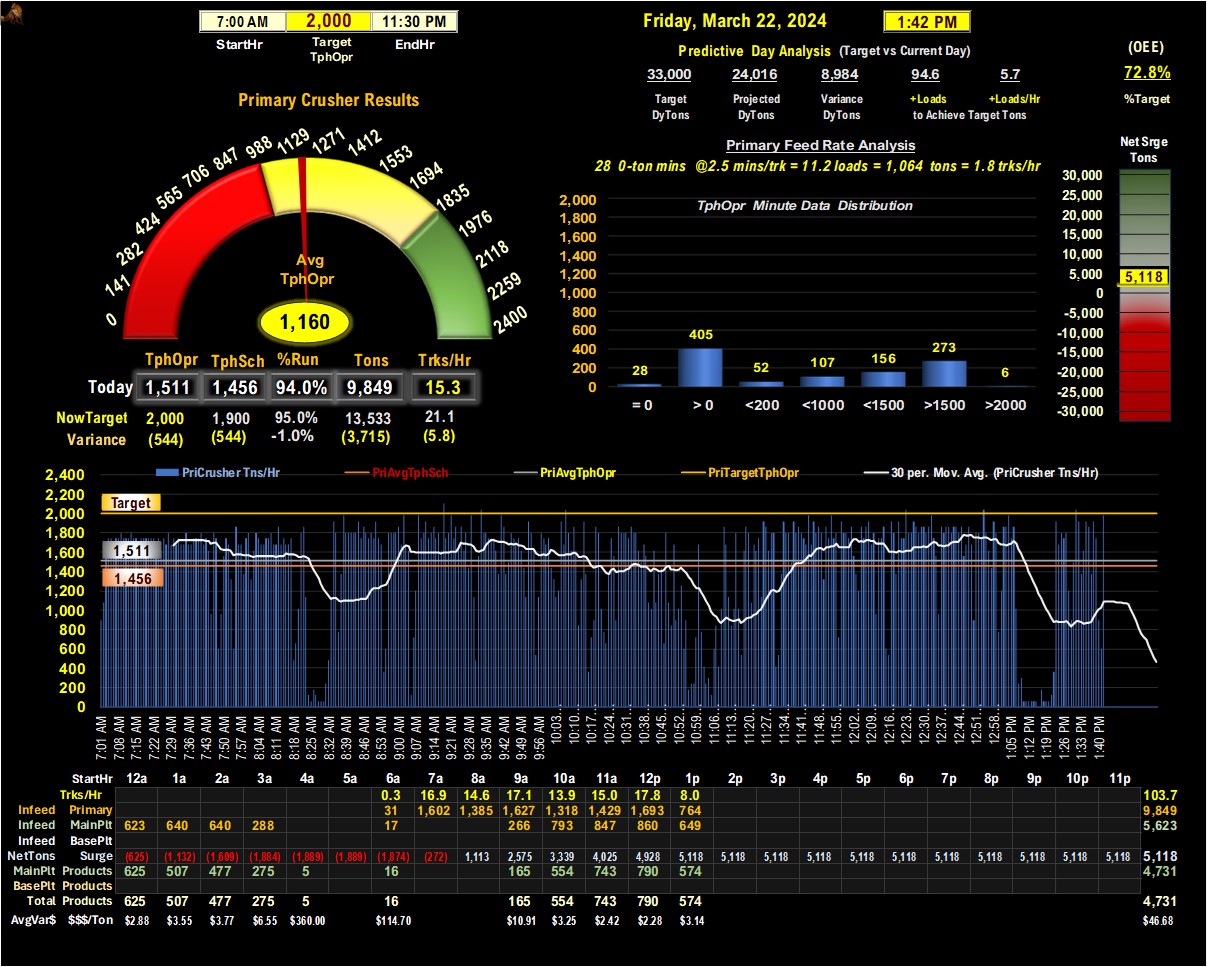 7:00 AM 2,000 11:30 PM
StartHr Target TphOpr EndHr
Friday, March 22, 2024 1:42 PM
Predictive Day Analysis (Target vs Current Day)
33,000 24,016 8,984 94.6 5.7
Target DyTons Projected DyTons Variance DyTons +Loads +Loads/Hr
to Achieve Target Tons
(OEE)
72.8%
%Target
Primary Crusher Results
0 141 282 424 565 706 847 988 1129 1271 1412 1553 1694 1835 1976 2118 2259 2400
Avg
TphOpr
1,160
TphOpr TphSch %Run Tons Trks/Hr
Today 1,511 1,456 94.0% 9,849 15.3
NowTarget 2,000 1,900 95.0% 13,533 21.1
Variance (544) (544) -1.0% (3,715) (5.8)
Primary Feed Rate Analysis
28 0-ton mins @2.5 mins/trk = 11.2 loads = 1,064 tons = 1.8 trks/hr
TphOpr Minute Data Distribution
2,000
1,800
1,600
1,400
1,200
1,000
800
600
400
200
0
28 405 52 107 156 273 6
= 0 > 0 <200 <1000 <1500 >1500 >2000
Net Srge
Tons
30,000
25,000
20,000
15,000
10,000
5,000
0
-5,000
-10,000
-15,000
-20,000
-25,000
-30,000
5,118
PriCrusher Tns/Hr PriAvgTphSch PriAvgTphOpr PriTargetTphOpr 30 per. Mov. Avg. (PriCrusher Tns/Hr)
2,400
2,200
2,000
1,800
1,600
1,400
1,200
1,000
800
600
400
200
0
Target
1,511
1,456
7:01 AM 7:08 AM 7:15 AM 7:22 AM 7:29 AM 7:36 AM 7:43 AM 7:50 AM 7:57 AM 8:04 AM 8:11 AM 8:18 AM 8:25 AM 8:32 AM 8:39 AM 8:46 AM 8:53 AM 9:00 AM 9:07 AM 9:14 AM 9:21 AM 9:28 AM 9:35 AM 9:42 AM 9:49 AM 9:56 AM 10:03... 10:10... 10:17... 10:24... 10:31... 10:38... 10:45... 10:52... 10:59... 11:06... 11:13... 11:20... 11:27... 11:34... 11:41... 11:48... 11:55... 12:02... 12:09... 12:16... 12:23... 12:30... 12:37... 12:44... 12:51... 12:58... 1:05 PM 1:12 PM 1:19 PM 1:26 PM 1:33 PM 1:40 PM
StartHr 12a 1a 2a 3a 4a 5a 6a 7a 8a 9a 10a 11a 12p 1p 2p 3p 4p 5p 6p 7p 8p 9p 10p 11p
Trks/Hr 0.3 16.9 14.6 17.1 13.9 15.0 17.8 8.0 103.7
Infeed Primary 31 1,602 1,385 1,627 1,318 1,429 1,693 764 9,849
Infeed MainPlt 623 640 640 288 17 266 793 847 860 649 5,623
Infeed BasePlt
NetTons Surge (625) (1,132) (1,609) (1,884) (1,889) (1,889) (1,874) (272) 1,113 2,575 3,339 4,025 4,928 5,118 5,118 5,118 5,118 5,118 5,118 5,118 5,118 5,118 5,118 5,118 5,118
MainPlt Products 625 507 477 275 5 16 165 554 743 790 574 4,731
BasePlt Products
Total Products 625 507 477 275 5 16 165 554 743 790 574 4,731
AvgVar$ $$$/Ton $2.88 $3.55 $3.77 $6.55 $360.00 $114.70 $10.91 $3.25 $2.42 $2.28 $3.14 $46.68